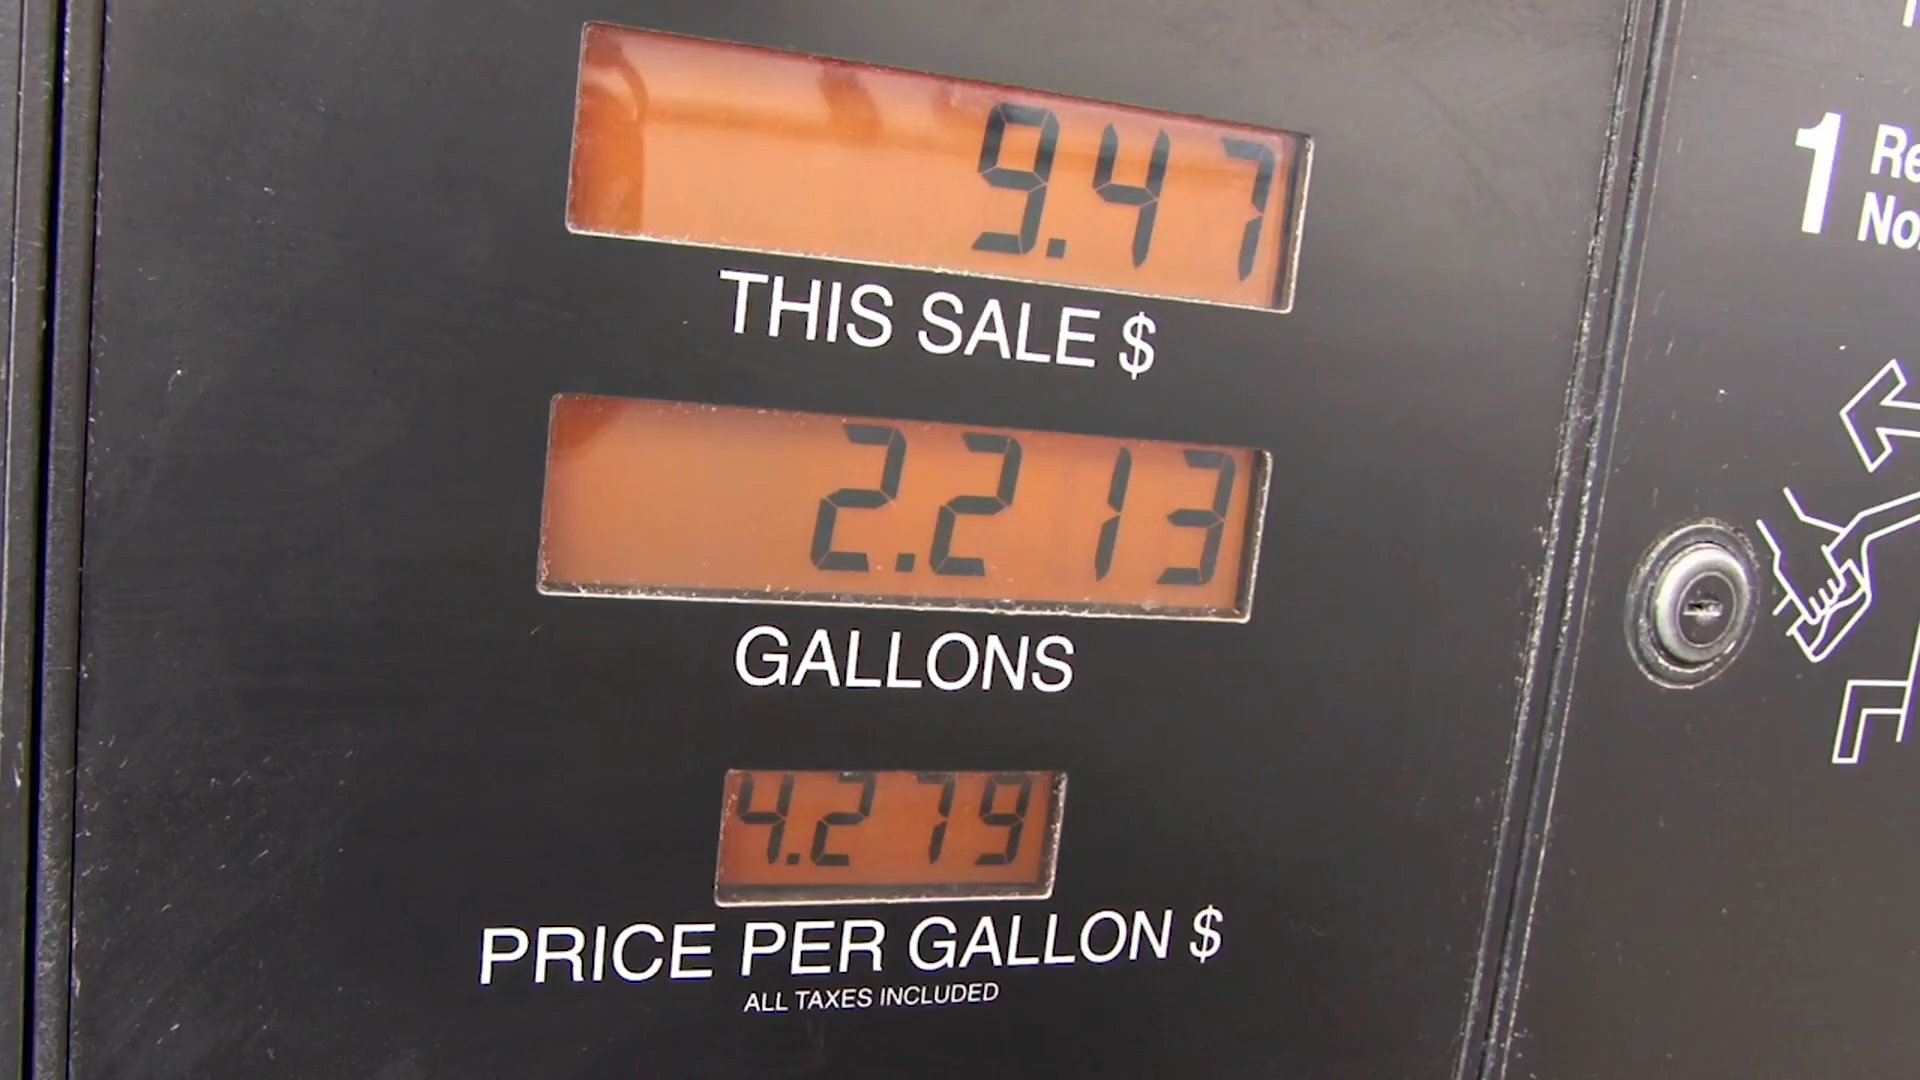 9.47
THIS SALE $
2.213
GALLONS
4.279
PRICE PER GALLON $
ALL TAXES INCLUDED
1